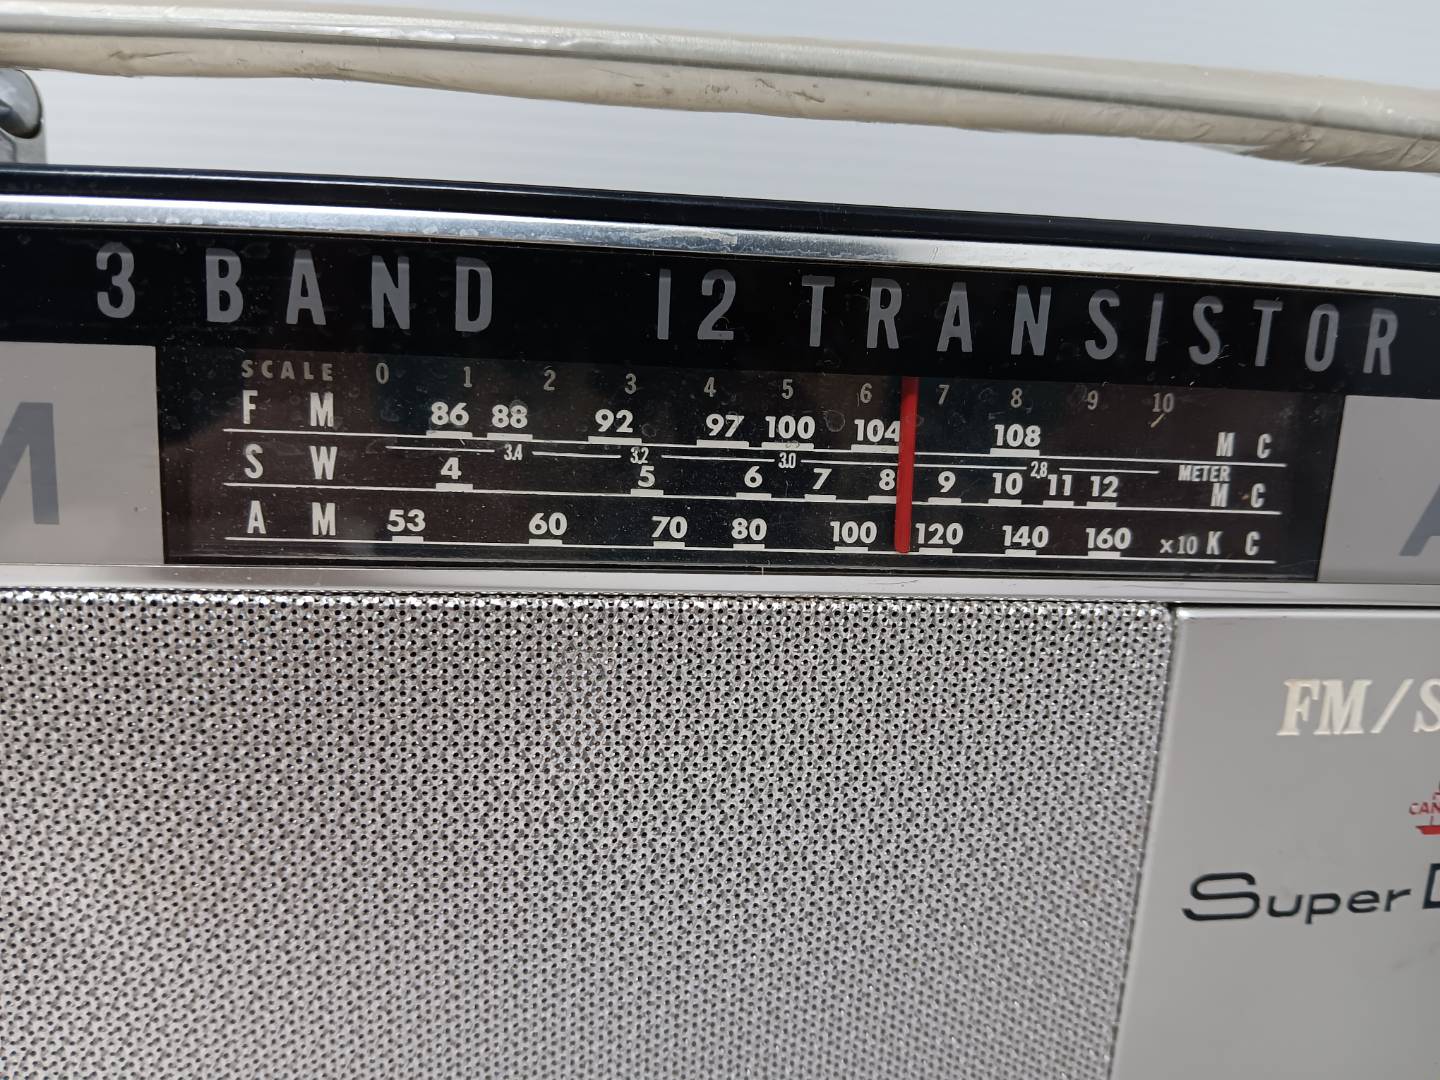 3 BAND 12 TRANSISTOR
SCALE 0 1 2 3 4 5 6 7 8 9 10
FM 86 88 92 97 100 104 108 MC
3.4 3.2 3.0 2.8 METER
SW 4 5 6 7 8 9 10 11 12 MC
AM 53 60 70 80 100 120 140 160 x10 KC
M
FM/S
CAN
Super